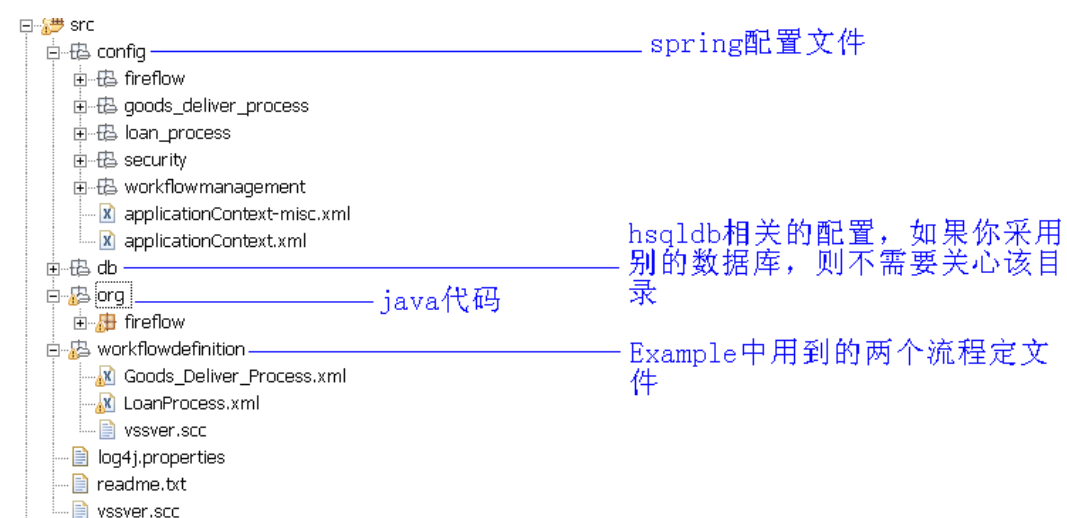 src
config
spring配置文件
fireflow
goods_deliver_process
loan_process
security
workflowmanagement
applicationContext-misc.xml
applicationContext.xml
db
hsqldb相关的配置，如果你采用
别的数据库，则不需要关心该目
录
org
java代码
fireflow
workflowdefinition
Example中用到的两个流程定文
件
Goods_Deliver_Process.xml
LoanProcess.xml
vssver.scc
log4j.properties
readme.txt
vssver.scc